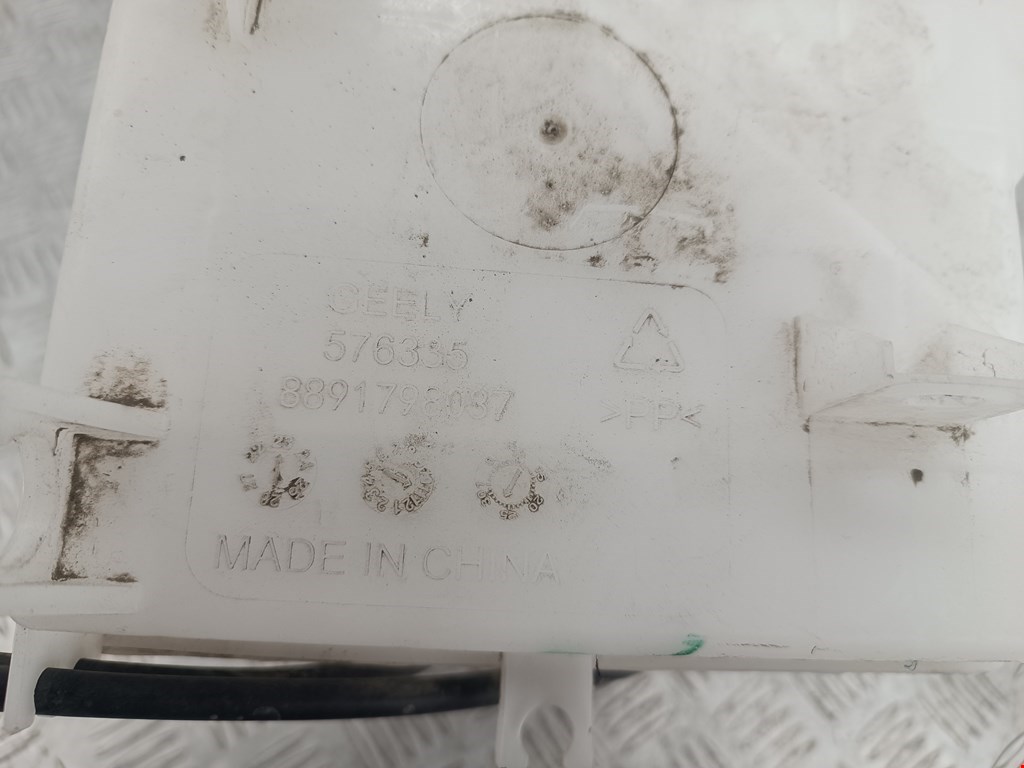 GEELY
576335
8891798037
>PP<
MADE IN CHINA